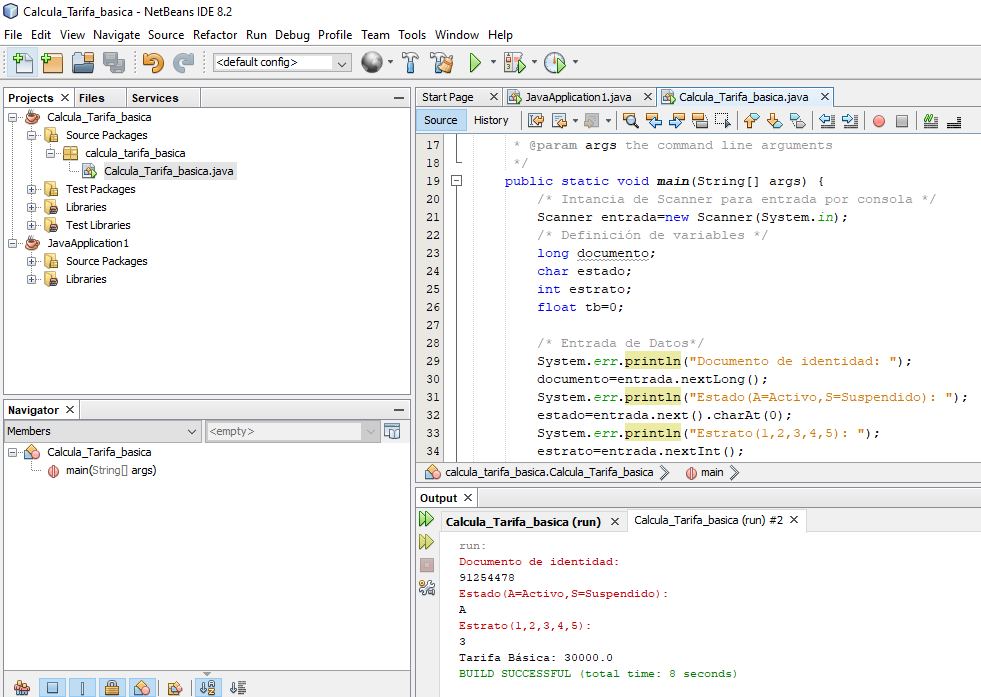 Calcula_Tarifa_basica - NetBeans IDE 8.2
File Edit View Navigate Source Refactor Run Debug Profile Team Tools Window Help
<default config>
Projects Files Services
Calcula_Tarifa_basica
Source Packages
calcula_tarifa_basica
Calcula_Tarifa_basica.java
Test Packages
Libraries
Test Libraries
JavaApplication1
Source Packages
Libraries
Navigator
Members <empty>
Calcula_Tarifa_basica
main(String[] args)
Start Page JavaApplication1.java Calcula_Tarifa_basica.java
Source History
17 * @param args the command line arguments
18 */
19 public static void main(String[] args) {
20 /* Intancia de Scanner para entrada por consola */
21 Scanner entrada=new Scanner(System.in);
22 /* Definición de variables */
23 long documento;
24 char estado;
25 int estrato;
26 float tb=0;
27
28 /* Entrada de Datos*/
29 System.err.println("Documento de identidad: ");
30 documento=entrada.nextLong();
31 System.err.println("Estado(A=Activo,S=Suspendido): ");
32 estado=entrada.next().charAt(0);
33 System.err.println("Estrato(1,2,3,4,5): ");
34 estrato=entrada.nextInt();
calcula_tarifa_basica.Calcula_Tarifa_basica main
Output
Calcula_Tarifa_basica (run) Calcula_Tarifa_basica (run) #2
run:
Documento de identidad:
91254478
Estado(A=Activo,S=Suspendido):
A
Estrato(1,2,3,4,5):
3
Tarifa Básica: 30000.0
BUILD SUCCESSFUL (total time: 8 seconds)